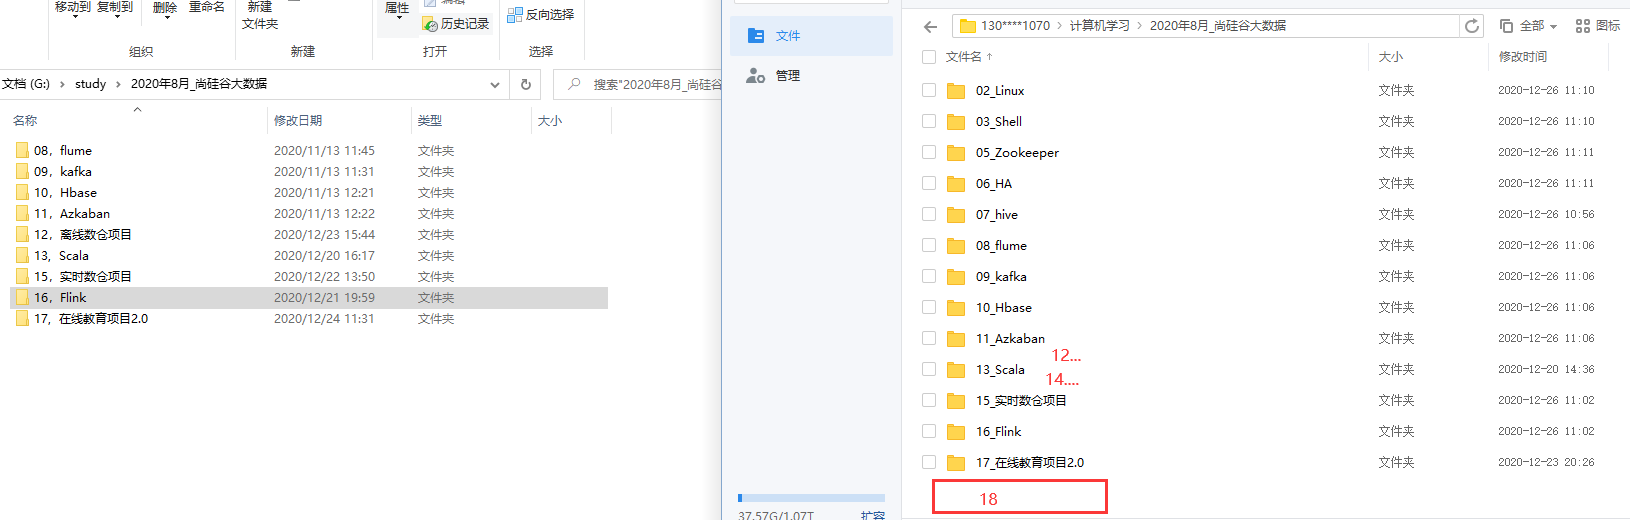 移动到 复制到 删除 重命名 新建 文件夹 属性 编辑 历史记录 反向选择
组织 新建 打开 选择
文档 (G:) study 2020年8月_尚硅谷大数据 搜索"2020年8月_尚硅谷
名称 修改日期 类型 大小
08，flume 2020/11/13 11:45 文件夹
09，kafka 2020/11/13 11:31 文件夹
10，Hbase 2020/11/13 12:21 文件夹
11，Azkaban 2020/11/13 12:22 文件夹
12，离线数仓项目 2020/12/23 15:44 文件夹
13，Scala 2020/12/20 16:17 文件夹
15，实时数仓项目 2020/12/22 13:50 文件夹
16，Flink 2020/12/21 19:59 文件夹
17，在线教育项目2.0 2020/12/24 11:31 文件夹
文件
管理
37.57G/1.07T 扩容
130****1070 计算机学习 2020年8月_尚硅谷大数据 全部 图标
文件名 大小 修改时间
02_Linux 文件夹 2020-12-26 11:10
03_Shell 文件夹 2020-12-26 11:10
05_Zookeeper 文件夹 2020-12-26 11:11
06_HA 文件夹 2020-12-26 11:11
07_hive 文件夹 2020-12-26 10:56
08_flume 文件夹 2020-12-26 11:06
09_kafka 文件夹 2020-12-26 11:06
10_Hbase 文件夹 2020-12-26 11:06
11_Azkaban 文件夹 2020-12-26 11:06
12...
13_Scala 文件夹 2020-12-20 14:36
14....
15_实时数仓项目 文件夹 2020-12-26 11:02
16_Flink 文件夹 2020-12-26 11:02
17_在线教育项目2.0 文件夹 2020-12-23 20:26
18